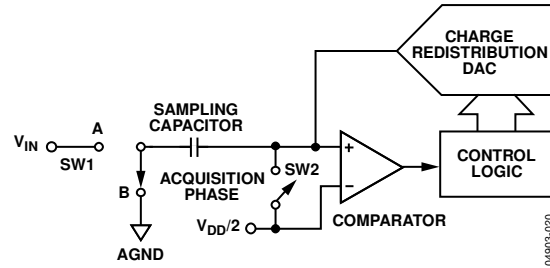 CHARGE
REDISTRIBUTION
DAC
SAMPLING
CAPACITOR
A
V_IN
SW1
+
SW2
ACQUISITION
PHASE
−
CONTROL
LOGIC
B
COMPARATOR
V_DD/2
AGND
04903-020